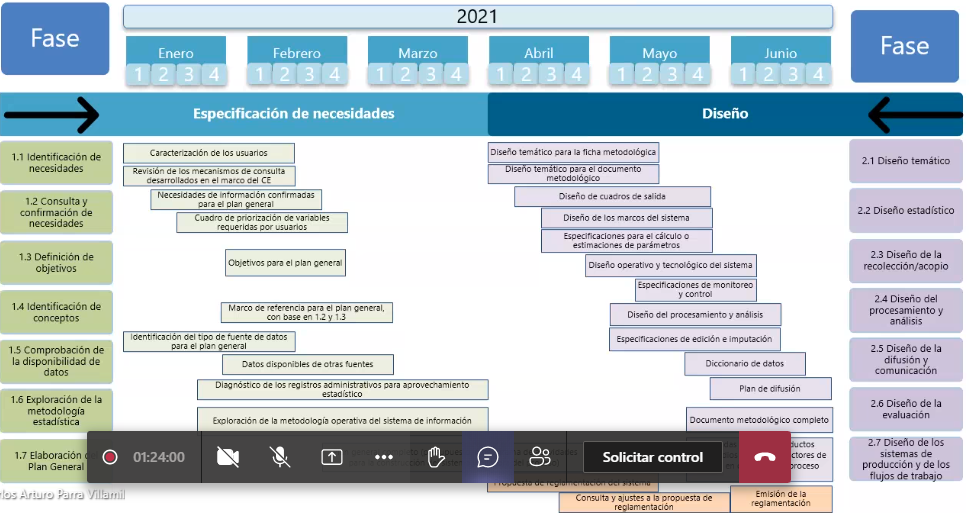 Fase
2021
Fase
Enero
Febrero
Marzo
Abril
Mayo
Junio
1 2 3 4
1 2 3 4
1 2 3 4
1 2 3 4
1 2 3 4
1 2 3 4
Especificación de necesidades
Diseño
1.1 Identificación de
necesidades
1.2 Consulta y
confirmación de
necesidades
1.3 Definición de
objetivos
1.4 Identificación de
conceptos
1.5 Comprobación de
la disponibilidad de
datos
1.6 Exploración de la
metodología
estadística
1.7 Elaboración
Plan General
Caracterización de los usuarios
Revisión de los mecanismos de consulta
desarrollados en el marco del CE
Necesidades de información confirmadas
para el plan general
Cuadro de priorización de variables
requeridas por usuarios
Objetivos para el plan general
Marco de referencia para el plan general,
con base en 1.2 y 1.3
Identificación del tipo de fuente de datos
para el plan general
Datos disponibles de otras fuentes
Diagnóstico de los registros administrativos para aprovechamiento
estadístico
Exploración de la metodología operativa del sistema de información
Diseño temático para la ficha metodológica
Diseño temático para el documento
metodológico
Diseño de cuadros de salida
Diseño de los marcos del sistema
Especificaciones para el cálculo o
estimaciones de parámetros
Diseño operativo y tecnológico del sistema
Especificaciones de monitoreo
y control
Diseño del procesamiento y análisis
Especificaciones de edición e imputación
Diccionario de datos
Plan de difusión
Documento metodológico completo
Propuesta de reglamentación del sistema
Consulta y ajustes a la propuesta de
reglamentación
Emisión de la
reglamentación
2.1 Diseño temático
2.2 Diseño estadístico
2.3 Diseño de la
recolección/acopio
2.4 Diseño del
procesamiento y
análisis
2.5 Diseño de la
difusión y
comunicación
2.6 Diseño de la
evaluación
2.7 Diseño de los
sistemas de
producción y de los
flujos de trabajo
01:24:00
Solicitar control
los Arturo Parra Villamil